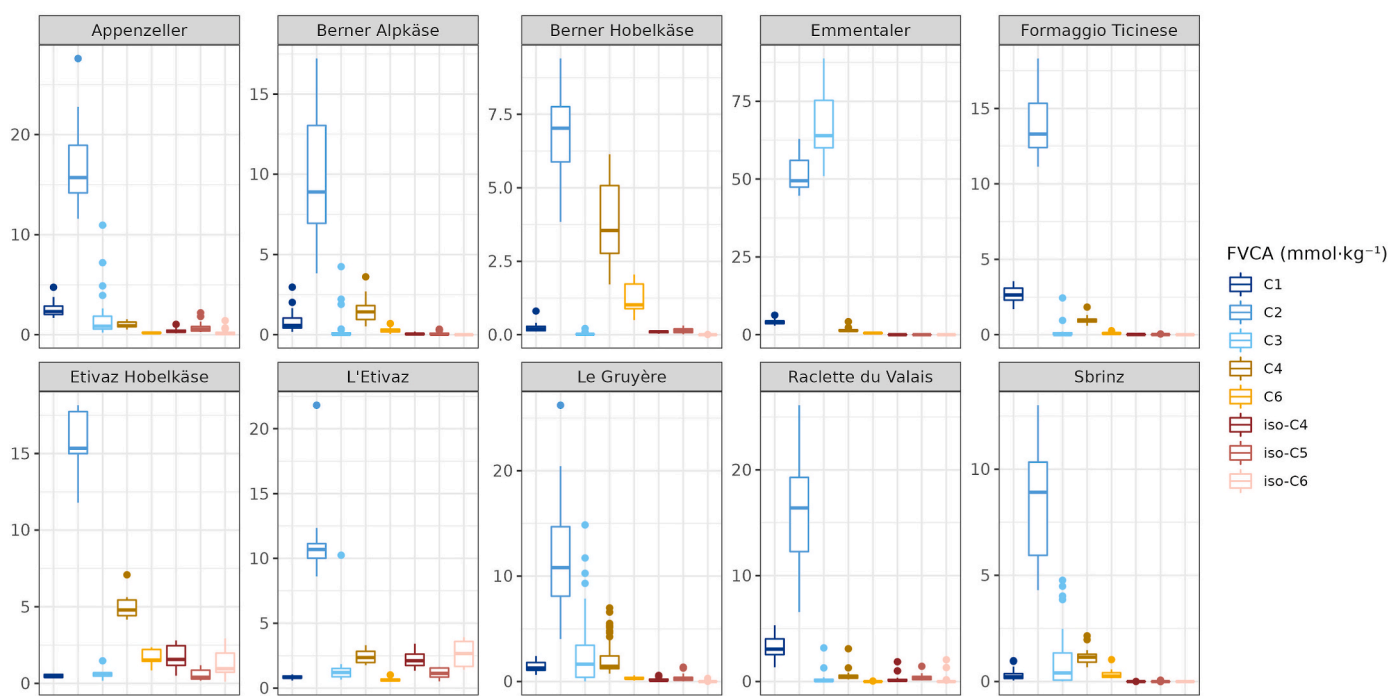 Appenzeller
Berner Alpkäse
Berner Hobelkäse
Emmentaler
Formaggio Ticinese
20
10
0
15
10
5
0
7.5
5.0
2.5
0.0
75
50
25
0
15
10
5
0
Etivaz Hobelkäse
L'Etivaz
Le Gruyère
Raclette du Valais
Sbrinz
15
10
5
0
20
15
10
5
0
20
10
0
20
10
0
10
5
0
FVCA (mmol·kg⁻¹)
C1
C2
C3
C4
C6
iso-C4
iso-C5
iso-C6